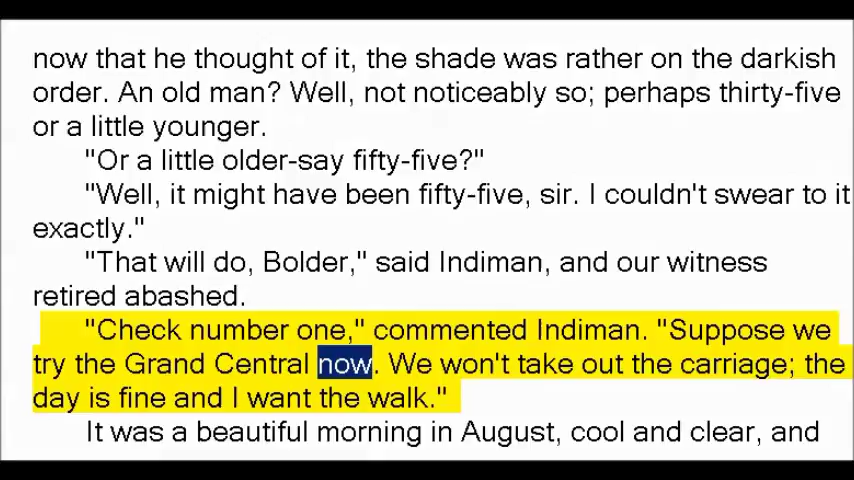 now that he thought of it, the shade was rather on the darkish
order. An old man? Well, not noticeably so; perhaps thirty-five
or a little younger.
"Or a little older-say fifty-five?"
"Well, it might have been fifty-five, sir. I couldn't swear to it
exactly."
"That will do, Bolder," said Indiman, and our witness
retired abashed.
"Check number one," commented Indiman. "Suppose we
try the Grand Central now. We won't take out the carriage; the
day is fine and I want the walk."
It was a beautiful morning in August, cool and clear, and